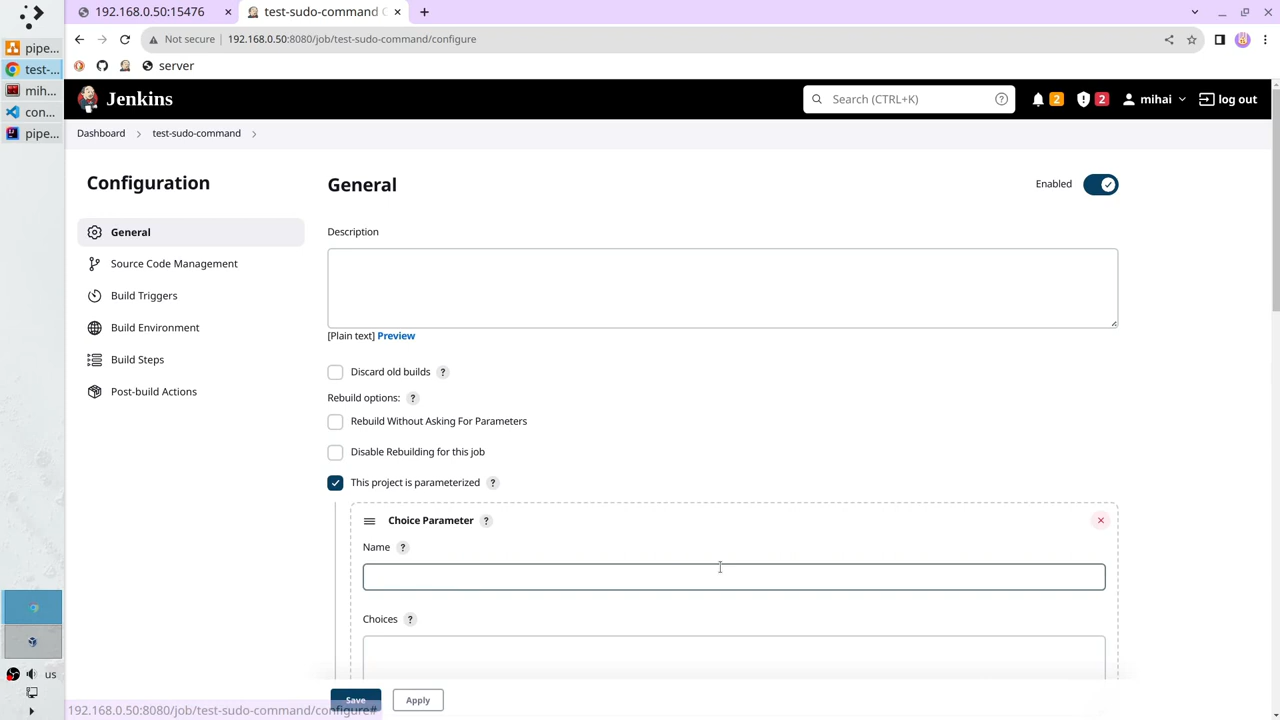 192.168.0.50:15476
test-sudo-command C
pipe...
test-...
mih...
con...
pipe...
us
Not secure
192.168.0.50:8080/job/test-sudo-command/configure
server
Jenkins
Search (CTRL+K)
2
2
mihai
log out
Dashboard
test-sudo-command
Configuration
General
Source Code Management
Build Triggers
Build Environment
Build Steps
Post-build Actions
General
Enabled
Description
[Plain text] Preview
Discard old builds ?
Rebuild options: ?
Rebuild Without Asking For Parameters
Disable Rebuilding for this job
This project is parameterized ?
Choice Parameter ?
Name ?
Choices ?
Save
Apply
192.168.0.50:8080/job/test-sudo-command/configure#